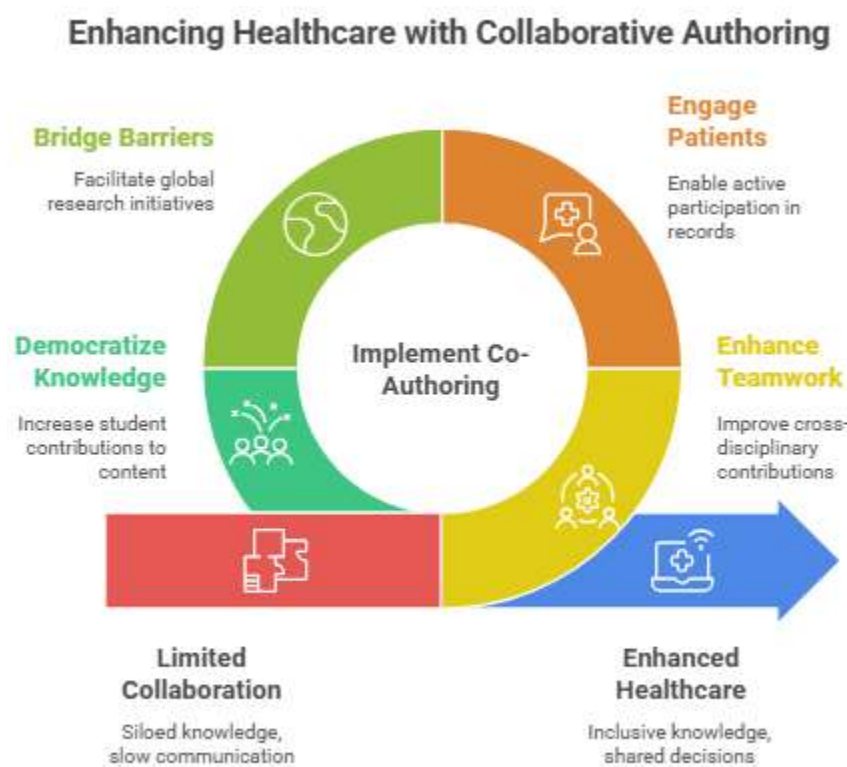 Enhancing Healthcare with Collaborative Authoring
Bridge Barriers
Facilitate global
research initiatives
Engage
Patients
Enable active
participation in
records
Democratize
Knowledge
Increase student
contributions to
content
Implement Co-
Authoring
Enhance
Teamwork
Improve cross-
disciplinary
contributions
Limited
Collaboration
Siloed knowledge,
slow communication
Enhanced
Healthcare
Inclusive knowledge,
shared decisions